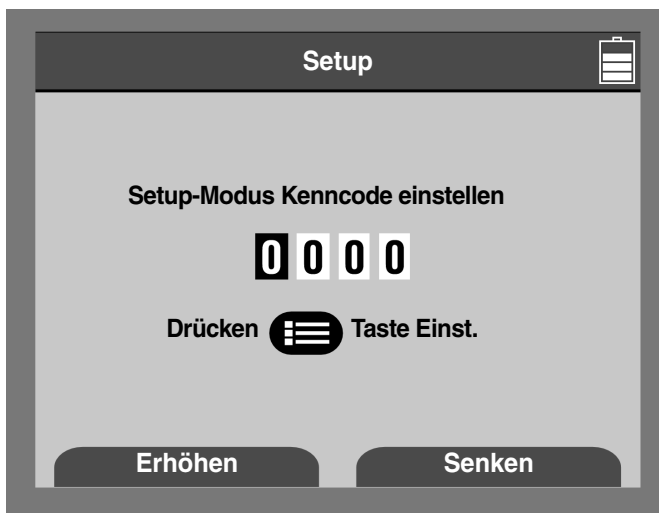 Setup
Setup-Modus Kenncode einstellen
0 0 0 0
Drücken Taste Einst.
Erhöhen Senken